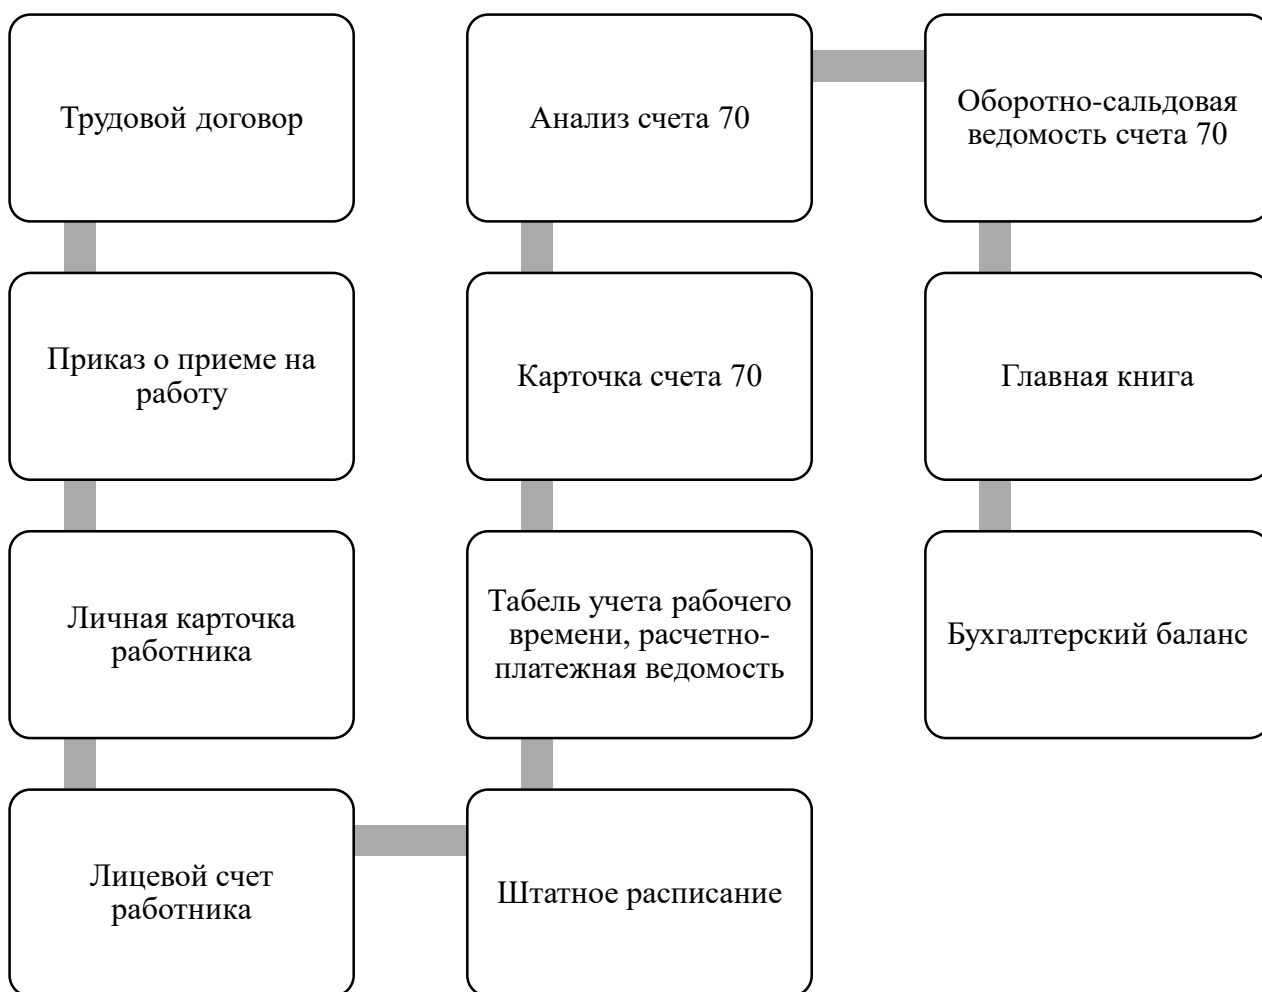 Трудовой договор
Приказ о приеме на
работу
Личная карточка
работника
Лицевой счет
работника
Штатное расписание
Табель учета рабочего
времени, расчетно-
платежная ведомость
Карточка счета 70
Анализ счета 70
Оборотно-сальдовая
ведомость счета 70
Главная книга
Бухгалтерский баланс